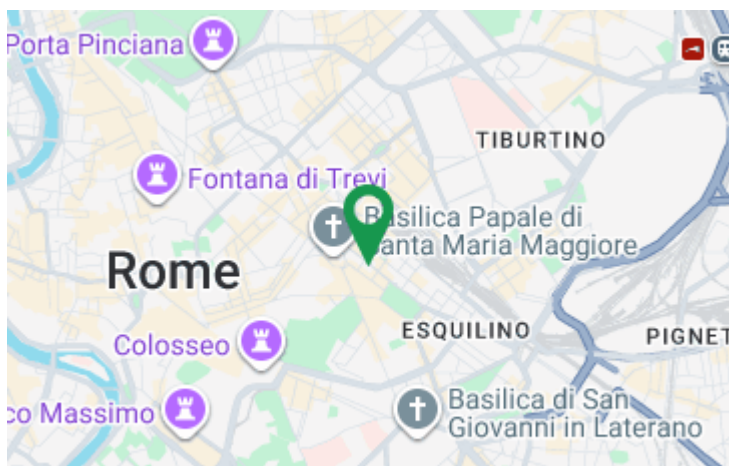 Porta Pinciana
TIBURTINO
Fontana di Trevi
Basilica Papale di
Santa Maria Maggiore
Rome
ESQUILINO
PIGNET
Colosseo
co Massimo
Basilica di San
Giovanni in Laterano